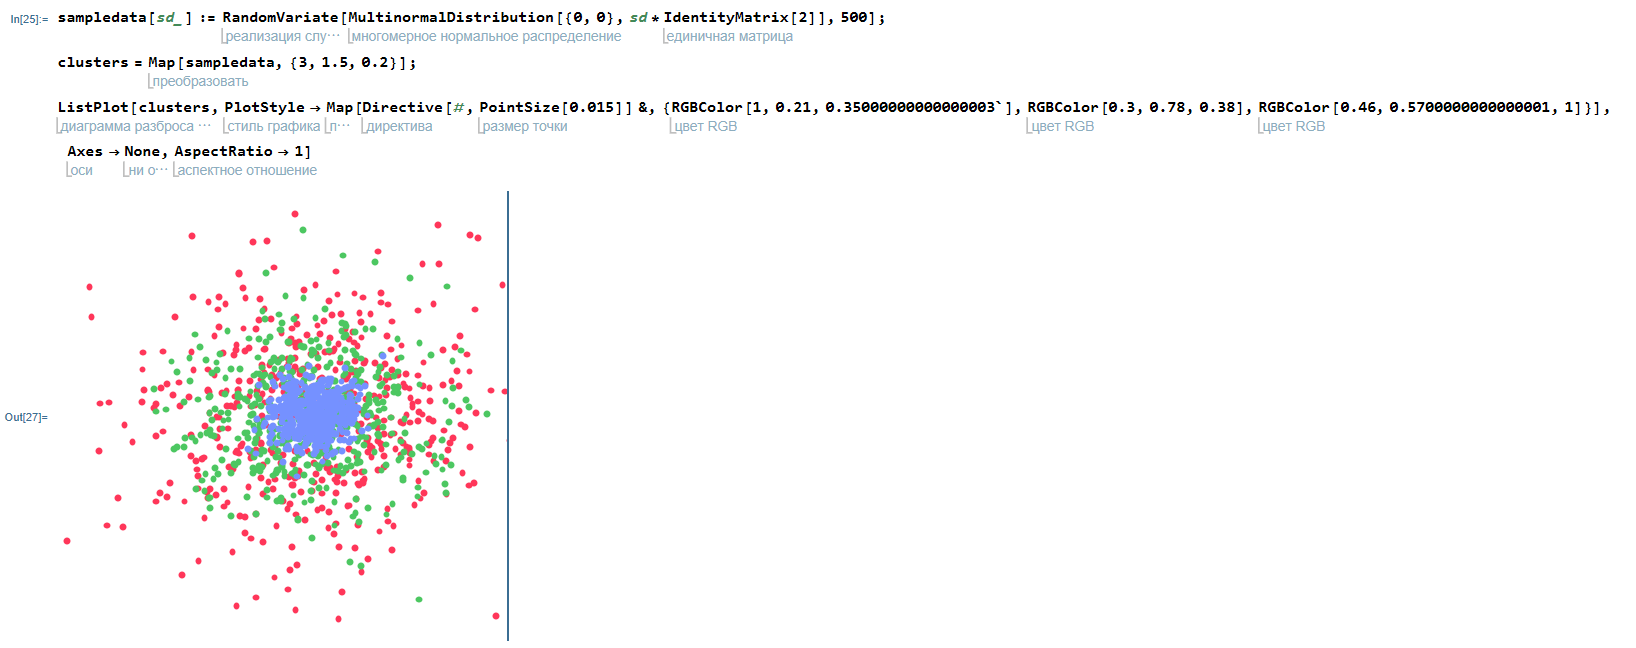 In[25]:= sampledata[sd_] := RandomVariate[MultinormalDistribution[{0, 0}, sd * IdentityMatrix[2]], 500];
реализация слу⋯ многомерное нормальное распределение единичная матрица
clusters = Map[sampledata, {3, 1.5, 0.2}];
преобразовать
ListPlot[clusters, PlotStyle → Map[Directive[#, PointSize[0.015]] &, {RGBColor[1, 0.21, 0.35000000000000003`], RGBColor[0.3, 0.78, 0.38], RGBColor[0.46, 0.5700000000000001, 1]}],
диаграмма разброса ⋯ стиль графика п⋯ директива размер точки цвет RGB цвет RGB цвет RGB
Axes → None, AspectRatio → 1]
оси ни о⋯ аспектное отношение
Out[27]=